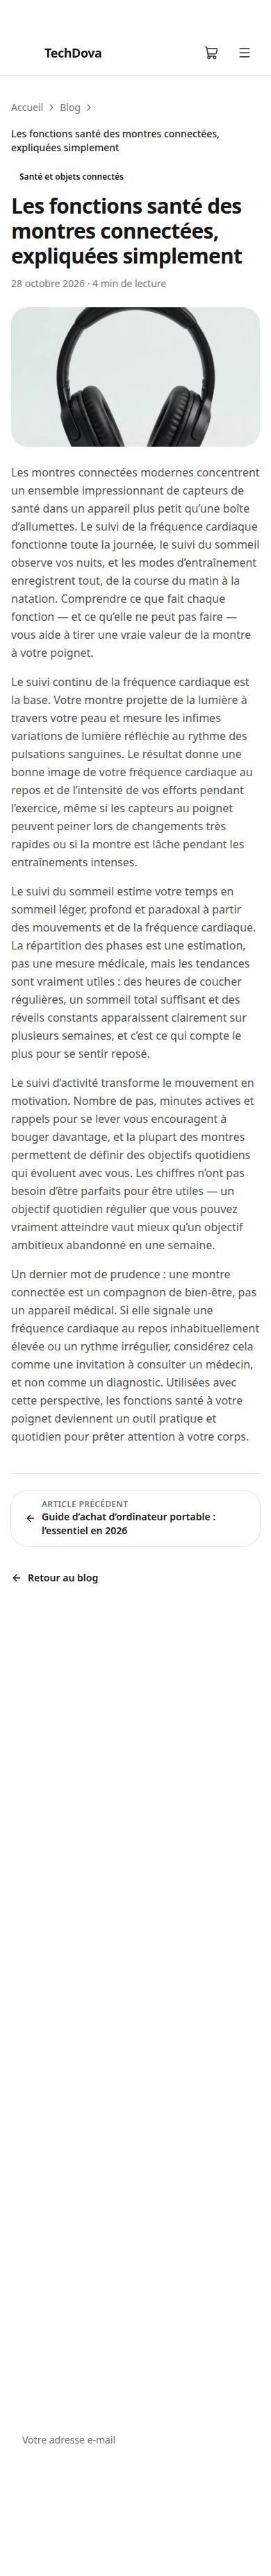 TechDova
Accueil > Blog >
Les fonctions santé des montres connectées,
expliquées simplement
Santé et objets connectés
Les fonctions santé des
montres connectées,
expliquées simplement
28 octobre 2026 · 4 min de lecture
Les montres connectées modernes concentrent
un ensemble impressionnant de capteurs de
santé dans un appareil plus petit qu’une boîte
d’allumettes. Le suivi de la fréquence cardiaque
fonctionne toute la journée, le suivi du sommeil
observe vos nuits, et les modes d’entraînement
enregistrent tout, de la course du matin à la
natation. Comprendre ce que fait chaque
fonction — et ce qu’elle ne peut pas faire —
vous aide à tirer une vraie valeur de la montre
à votre poignet.
Le suivi continu de la fréquence cardiaque est
la base. Votre montre projette de la lumière à
travers votre peau et mesure les infimes
variations de lumière réfléchie au rythme des
pulsations sanguines. Le résultat donne une
bonne image de votre fréquence cardiaque au
repos et de l’intensité de vos efforts pendant
l’exercice, même si les capteurs au poignet
peuvent peiner lors de changements très
rapides ou si la montre est lâche pendant les
entraînements intenses.
Le suivi du sommeil estime votre temps en
sommeil léger, profond et paradoxal à partir
des mouvements et de la fréquence cardiaque.
La répartition des phases est une estimation,
pas une mesure médicale, mais les tendances
sont vraiment utiles : des heures de coucher
régulières, un sommeil total suffisant et des
réveils constants apparaissent clairement sur
plusieurs semaines, et c’est ce qui compte le
plus pour se sentir reposé.
Le suivi d’activité transforme le mouvement en
motivation. Nombre de pas, minutes actives et
rappels pour se lever vous encouragent à
bouger davantage, et la plupart des montres
permettent de définir des objectifs quotidiens
qui évoluent avec vous. Les chiffres n’ont pas
besoin d’être parfaits pour être utiles — un
objectif quotidien régulier que vous pouvez
vraiment atteindre vaut mieux qu’un objectif
ambitieux abandonné en une semaine.
Un dernier mot de prudence : une montre
connectée est un compagnon de bien-être, pas
un appareil médical. Si elle signale une
fréquence cardiaque au repos inhabituellement
élevée ou un rythme irrégulier, considérez cela
comme une invitation à consulter un médecin,
et non comme un diagnostic. Utilisées avec
cette perspective, les fonctions santé à votre
poignet deviennent un outil pratique et
quotidien pour prêter attention à votre corps.
ARTICLE PRÉCÉDENT
Guide d’achat d’ordinateur portable :
l’essentiel en 2026
Retour au blog
Votre adresse e-mail